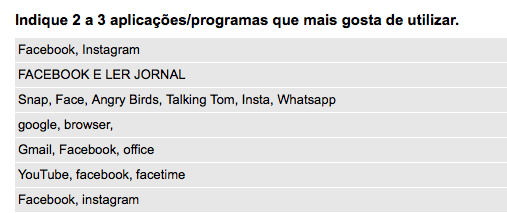 Indique 2 a 3 aplicações/programas que mais gosta de utilizar.
Facebook, Instagram
FACEBOOK E LER JORNAL
Snap, Face, Angry Birds, Talking Tom, Insta, Whatsapp
google, browser,
Gmail, Facebook, office
YouTube, facebook, facetime
Facebook, instagram